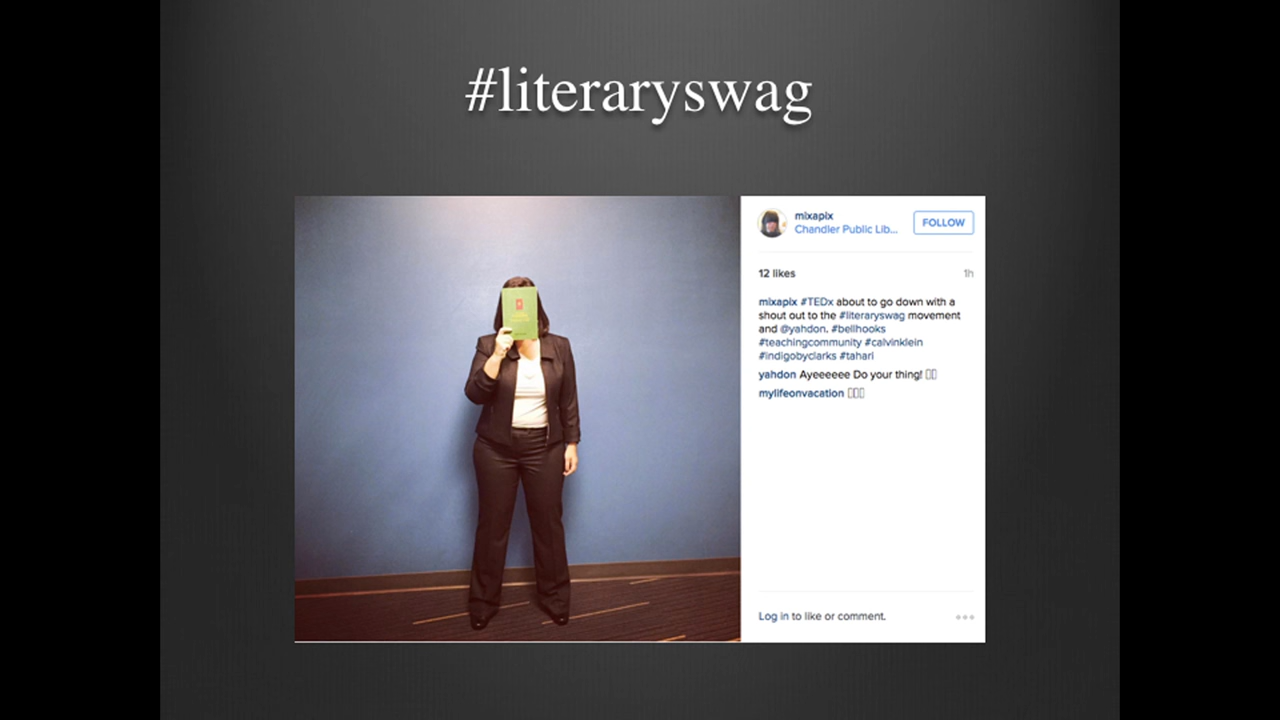 #literaryswag
mixapix
Chandler Public Lib...
FOLLOW
12 likes
1h
mixapix #TEDx about to go down with a
shout out to the #literaryswag movement
and @yahdon. #bellhooks
#teachingcommunity #calvinklein
#indigobyclarks #tahari
yahdon Ayeeeeee Do your thing!
mylifeonvacation
Log in to like or comment.